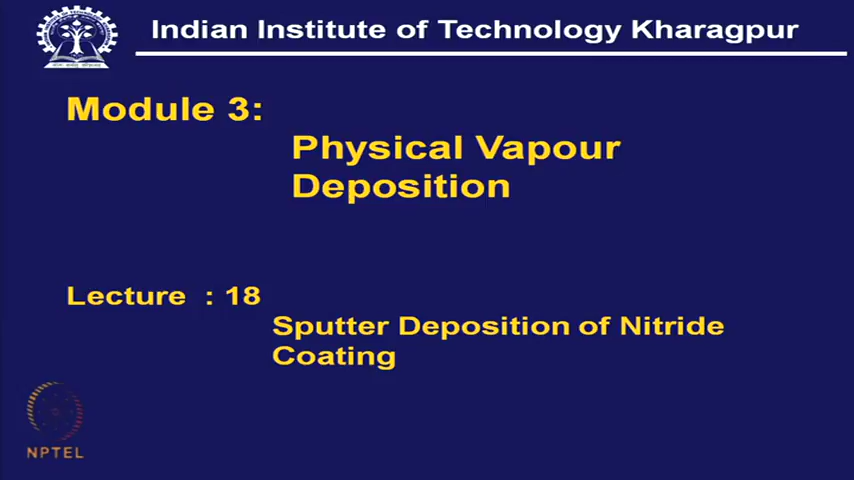 Indian Institute of Technology Kharagpur
Module 3:
Physical Vapour
Deposition
Lecture : 18
Sputter Deposition of Nitride
Coating
NPTEL